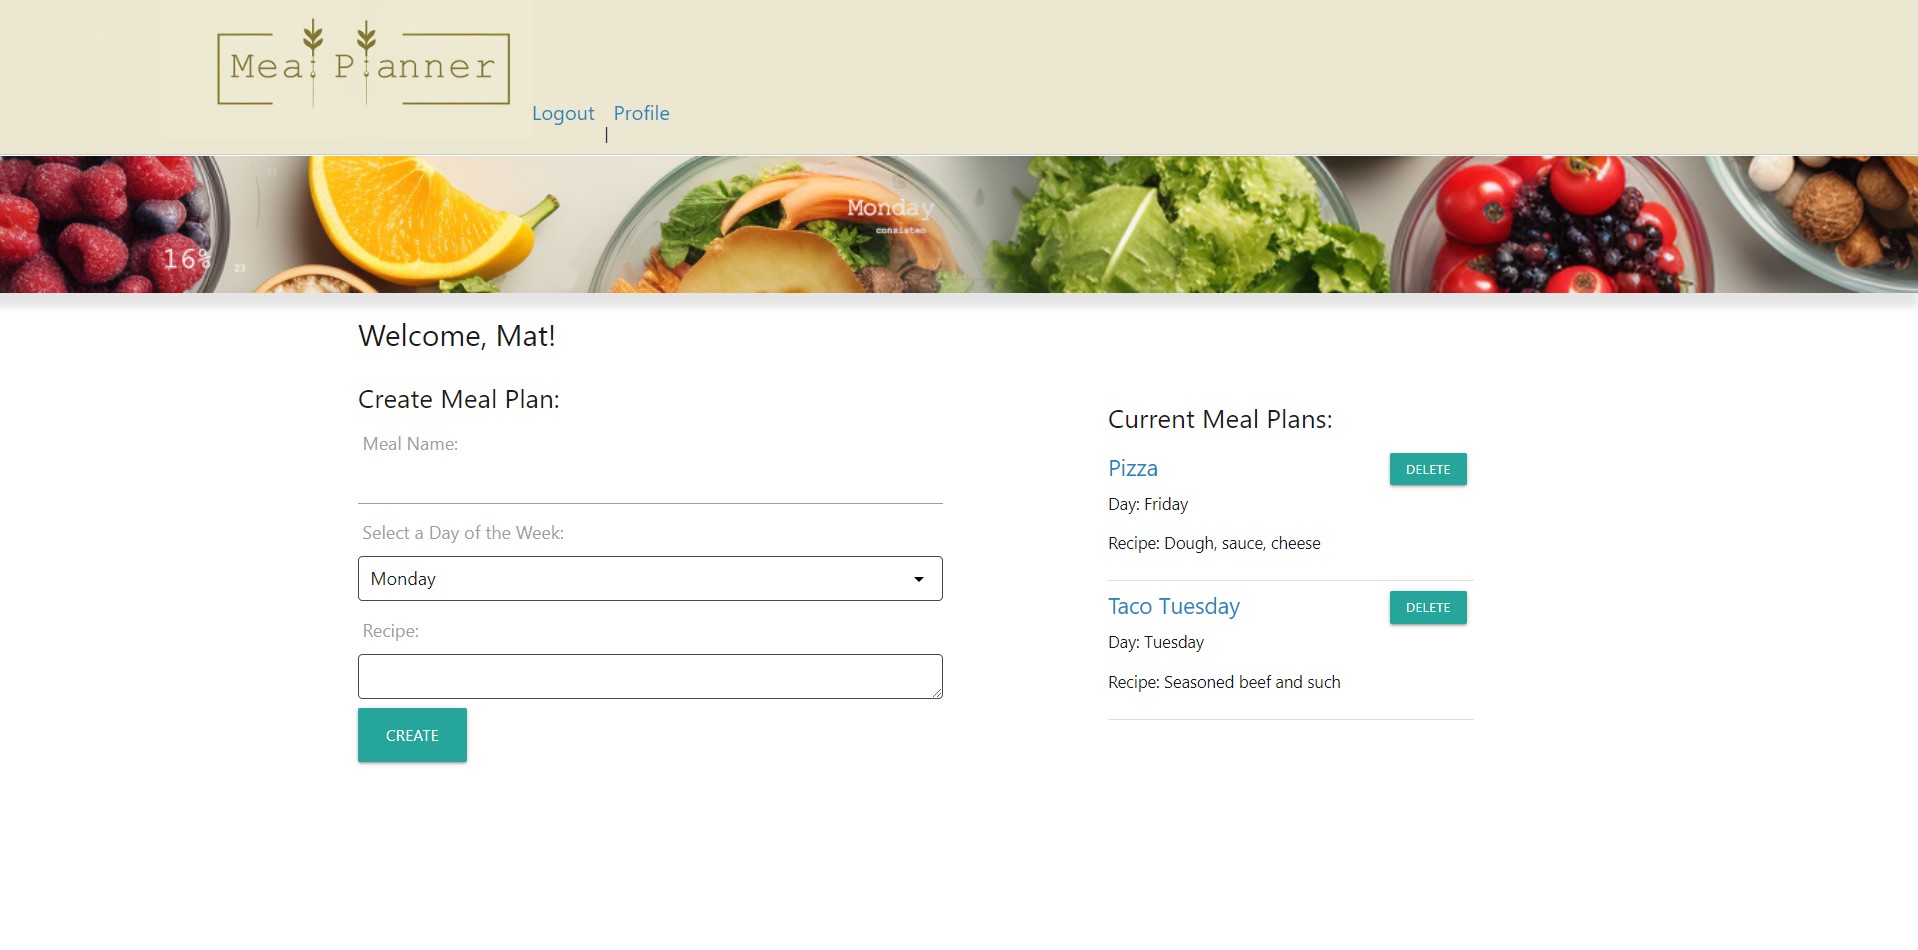 Meal Planner
Logout
Profile
|
Monday
consisten
16%
23
Welcome, Mat!
Create Meal Plan:
Meal Name:
Select a Day of the Week:
Monday
Recipe:
CREATE
Current Meal Plans:
Pizza
DELETE
Day: Friday
Recipe: Dough, sauce, cheese
Taco Tuesday
DELETE
Day: Tuesday
Recipe: Seasoned beef and such